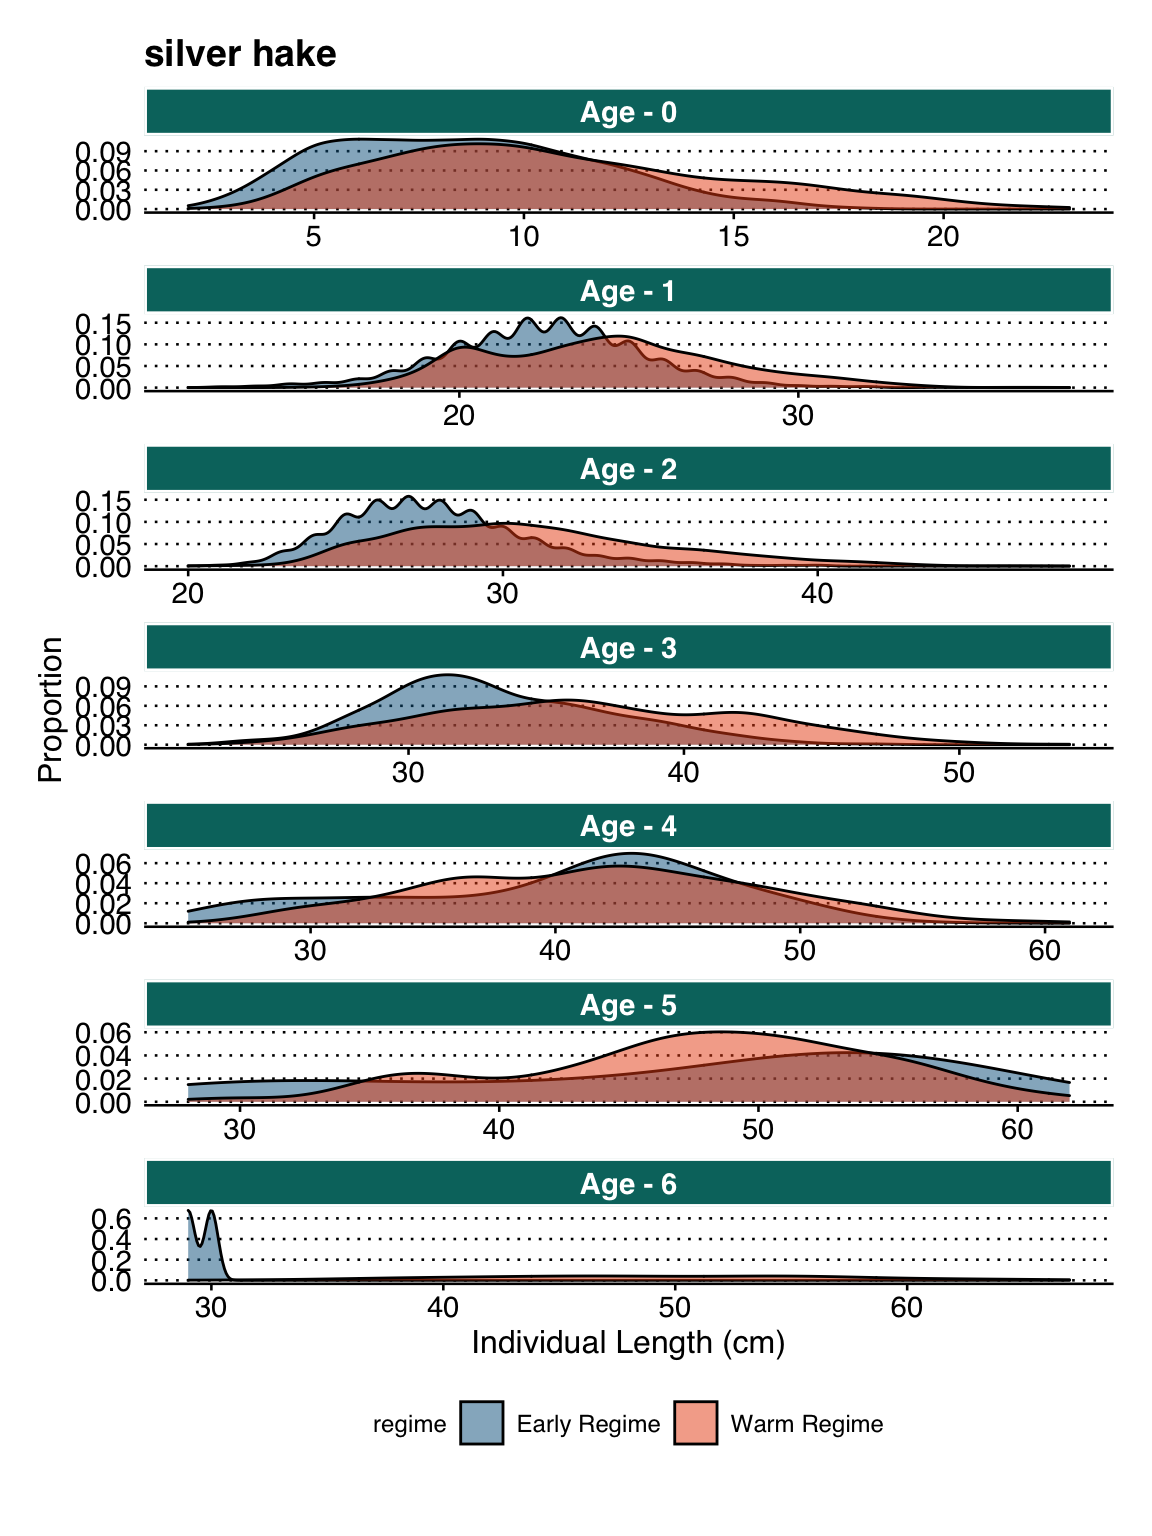 silver hake
Age - 0
0.09
0.06
0.03
0.00
5 10 15 20
Age - 1
0.15
0.10
0.05
0.00
20 30
Age - 2
0.15
0.10
0.05
0.00
20 30 40
Age - 3
0.09
0.06
0.03
0.00
30 40 50
Proportion
Age - 4
0.06
0.04
0.02
0.00
30 40 50 60
Age - 5
0.06
0.04
0.02
0.00
30 40 50 60
Age - 6
0.6
0.4
0.2
0.0
30 40 50 60
Individual Length (cm)
regime Early Regime Warm Regime